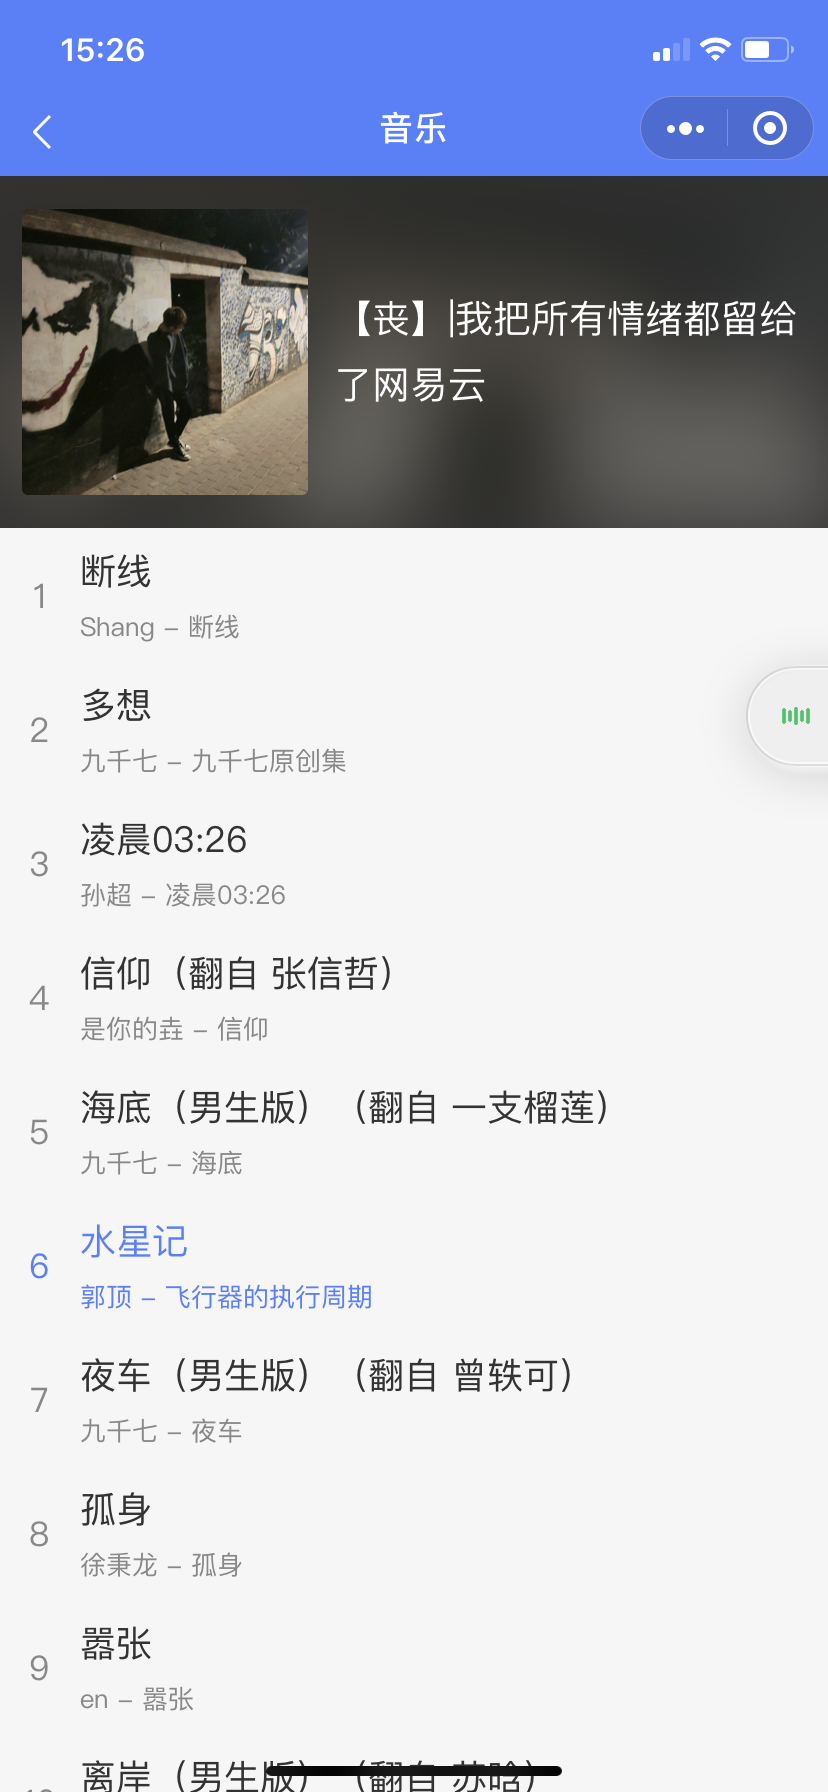 15:26
音乐
【丧】|我把所有情绪都留给
了网易云
1
断线
Shang – 断线
2
多想
九千七 – 九千七原创集
3
凌晨03:26
孙超 – 凌晨03:26
4
信仰（翻自 张信哲）
是你的垚 – 信仰
5
海底（男生版）（翻自 一支榴莲）
九千七 – 海底
6
水星记
郭顶 – 飞行器的执行周期
7
夜车（男生版）（翻自 曾轶可）
九千七 – 夜车
8
孤身
徐秉龙 – 孤身
9
嚣张
en – 嚣张
离岸（男生版）（翻自 苏晗）